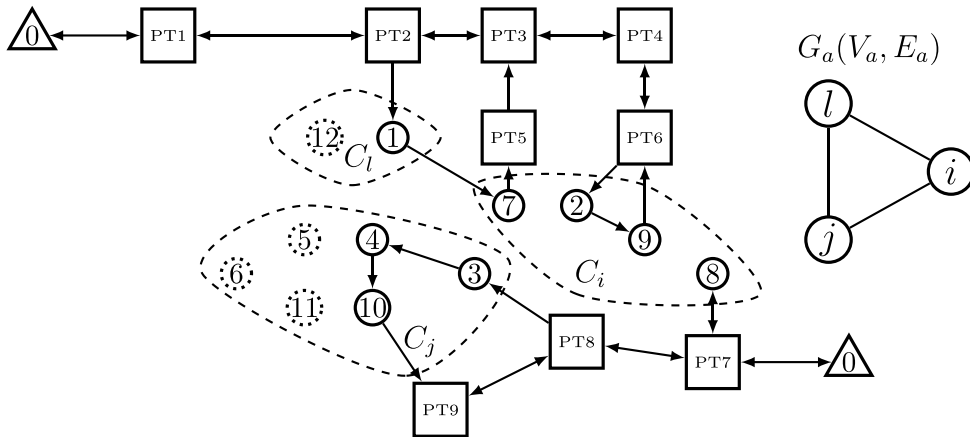 0
PT1
PT2
PT3
PT4
G_a(V_a, E_a)
l
12
1
C_l
PT5
PT6
i
7
2
5
4
9
j
6
3
C_i
8
11
10
C_j
PT8
PT7
0
PT9